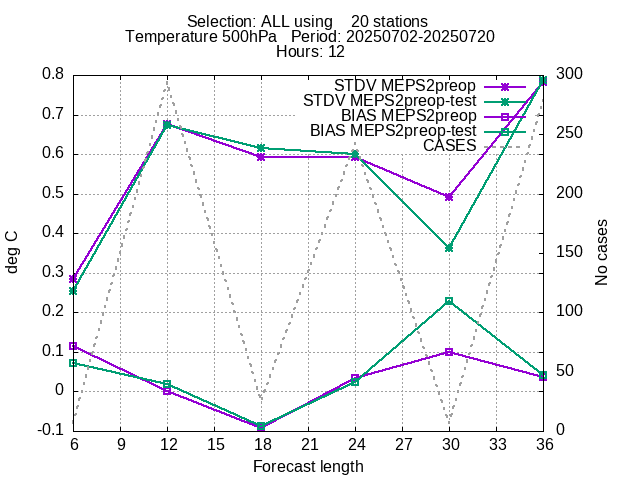 Selection: ALL using    20 stations
Temperature 500hPa   Period: 20250702-20250720
Hours: 12
STDV MEPS2preop
STDV MEPS2preop-test
BIAS MEPS2preop
BIAS MEPS2preop-test
CASES
0.8
0.7
0.6
0.5
0.4
0.3
0.2
0.1
0
-0.1
deg C
300
250
200
150
100
50
0
No cases
6 9 12 15 18 21 24 27 30 33 36
Forecast length